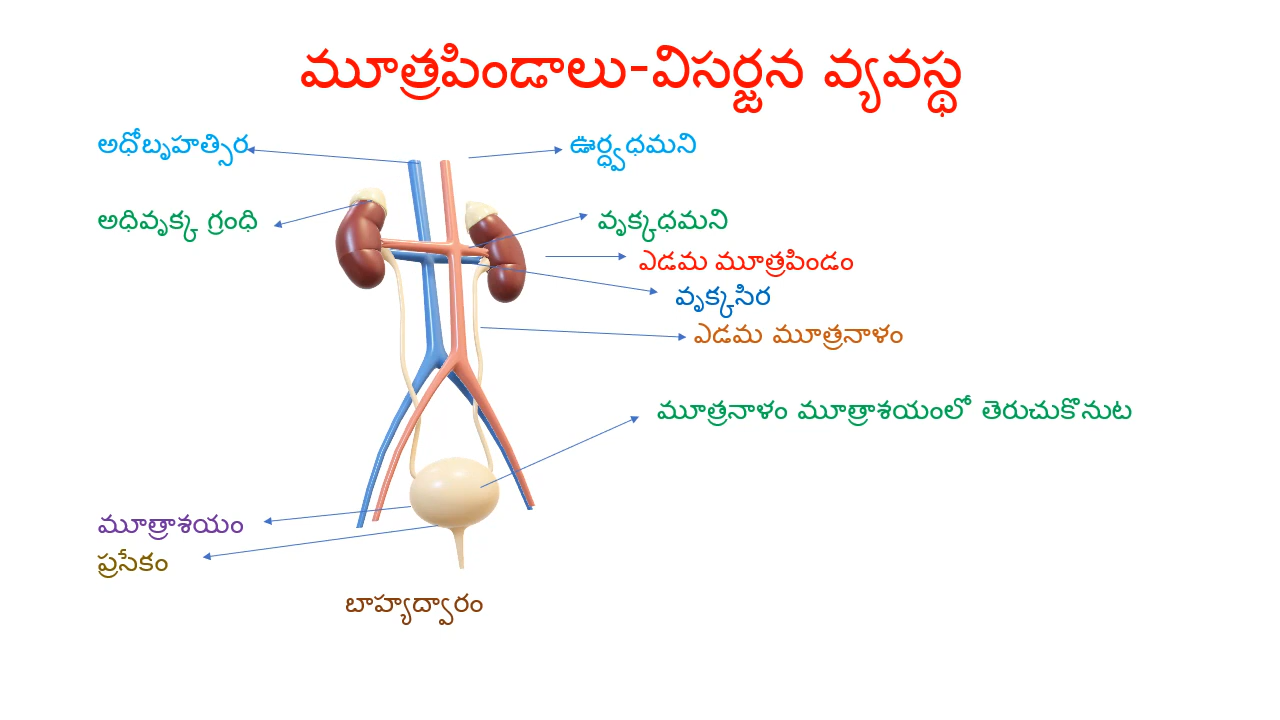 మూత్రపిండాలు-విసర్జన వ్యవస్థ
అధోబృహత్సిర
ఊర్ధ్వధమని
అధివృక్క గ్రంధి
వృక్కధమని
ఎడమ మూత్రపిండం
వృక్కసిర
ఎడమ మూత్రనాళం
మూత్రనాళం మూత్రాశయంలో తెరుచుకొనుట
మూత్రాశయం
ప్రసేకం
బాహ్యద్వారం